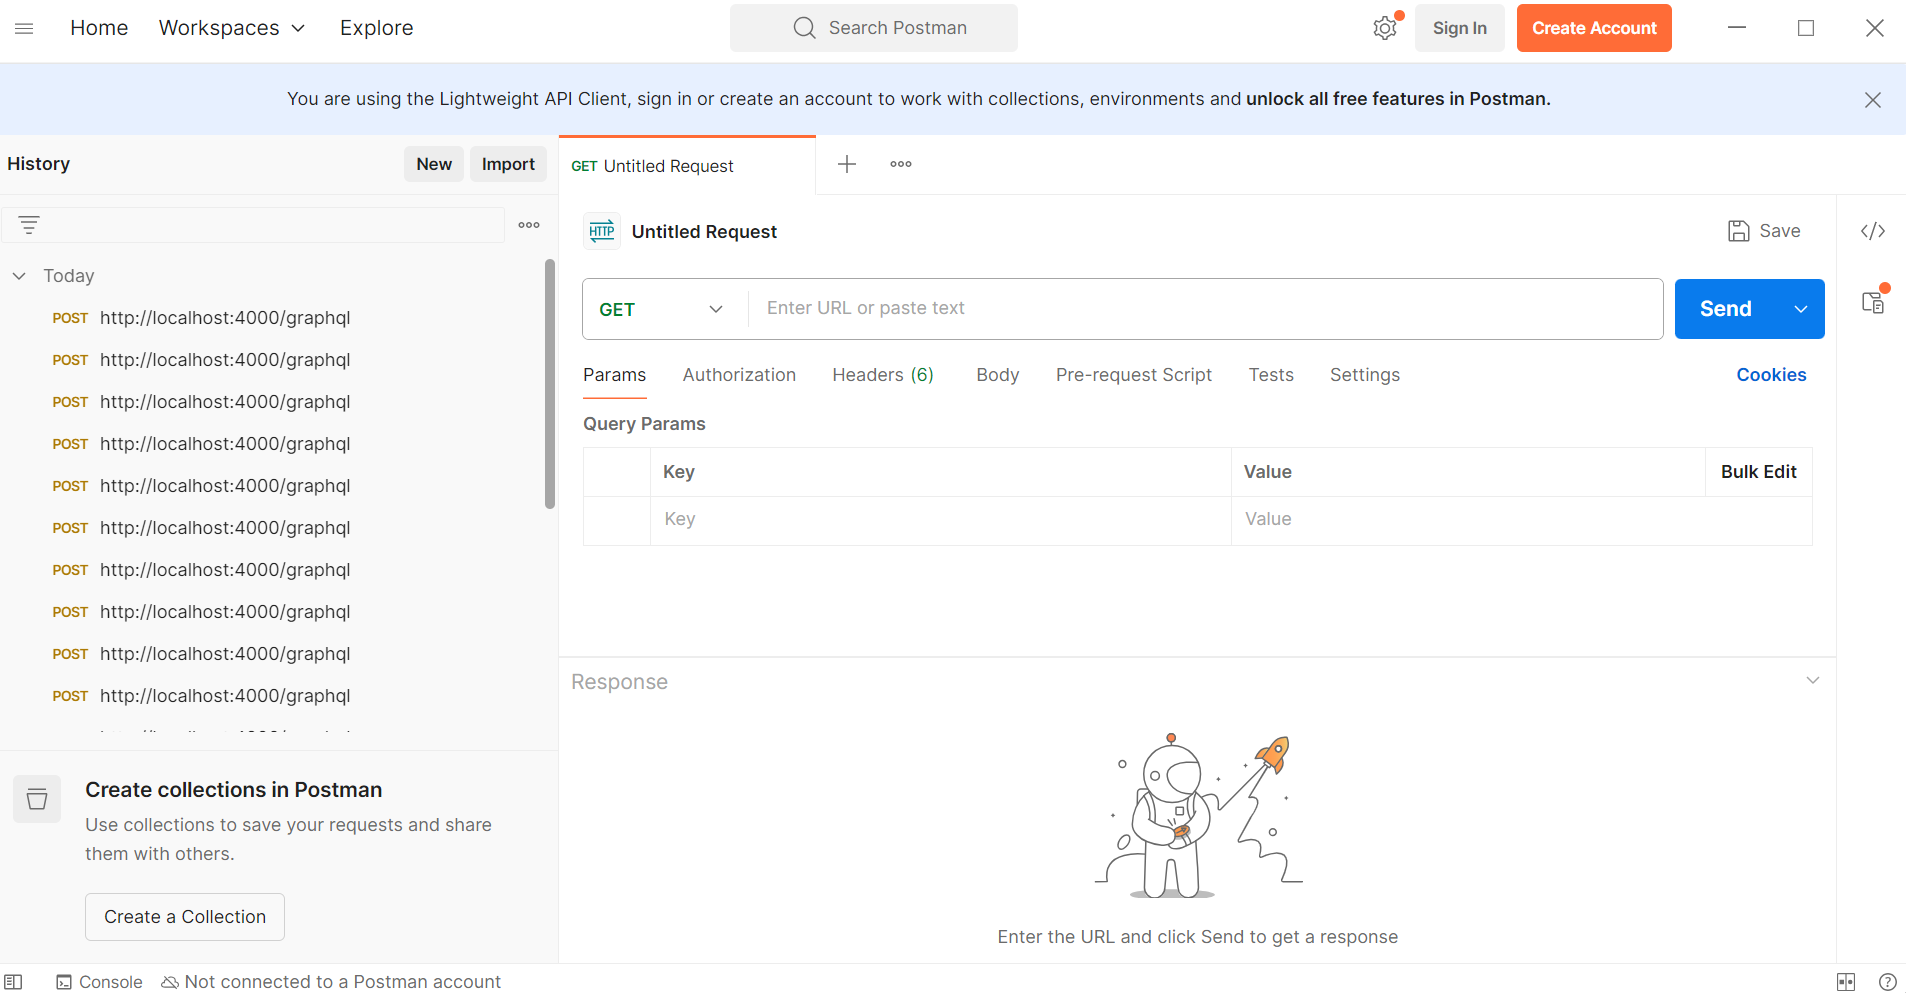 Home Workspaces Explore Search Postman Sign In Create Account
You are using the Lightweight API Client, sign in or create an account to work with collections, environments and unlock all free features in Postman.
History New Import
GET Untitled Request
HTTP Untitled Request Save
Today
POST http://localhost:4000/graphql
POST http://localhost:4000/graphql
POST http://localhost:4000/graphql
POST http://localhost:4000/graphql
POST http://localhost:4000/graphql
POST http://localhost:4000/graphql
POST http://localhost:4000/graphql
POST http://localhost:4000/graphql
POST http://localhost:4000/graphql
POST http://localhost:4000/graphql
GET Enter URL or paste text Send
Params Authorization Headers (6) Body Pre-request Script Tests Settings Cookies
Query Params
Key Value Bulk Edit
Key Value
Response
Enter the URL and click Send to get a response
Create collections in Postman
Use collections to save your requests and share
them with others.
Create a Collection
Console Not connected to a Postman account